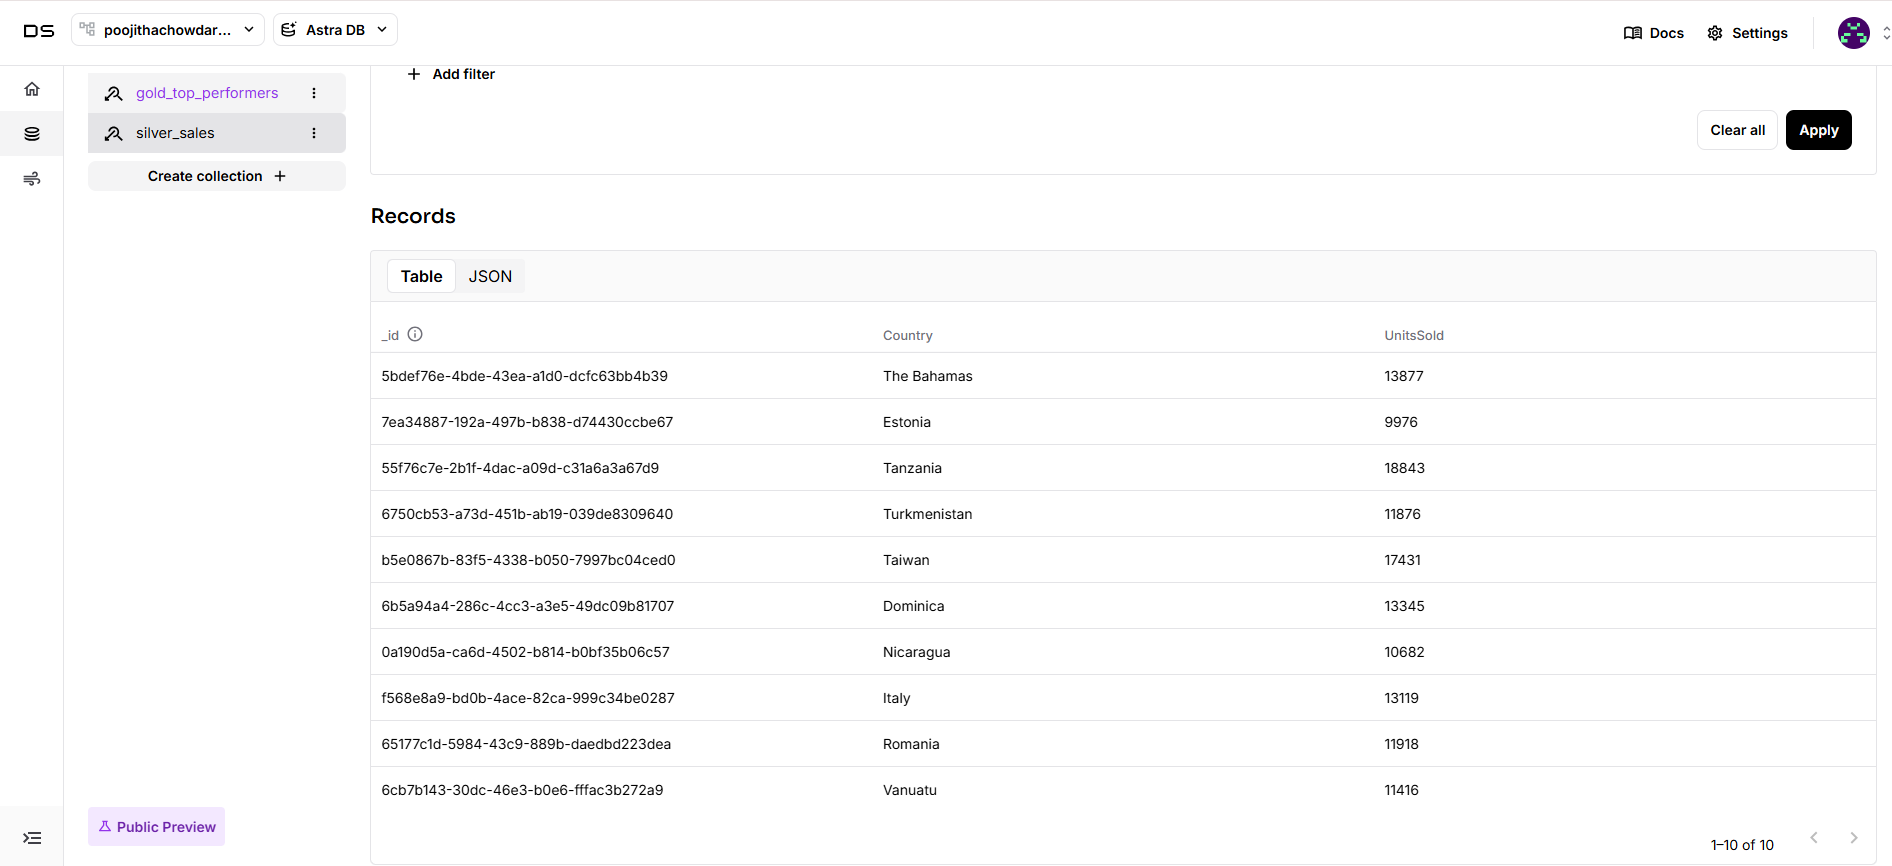 DS poojithachowdar... Astra DB Docs Settings
gold_top_performers
silver_sales
Create collection +
Public Preview
+ Add filter
Clear all Apply
Records
Table JSON
_id Country UnitsSold
5bdef76e-4bde-43ea-a1d0-dcfc63bb4b39 The Bahamas 13877
7ea34887-192a-497b-b838-d74430ccbe67 Estonia 9976
55f76c7e-2b1f-4dac-a09d-c31a6a3a67d9 Tanzania 18843
6750cb53-a73d-451b-ab19-039de8309640 Turkmenistan 11876
b5e0867b-83f5-4338-b050-7997bc04ced0 Taiwan 17431
6b5a94a4-286c-4cc3-a3e5-49dc09b81707 Dominica 13345
0a190d5a-ca6d-4502-b814-b0bf35b06c57 Nicaragua 10682
f568e8a9-bd0b-4ace-82ca-999c34be0287 Italy 13119
65177c1d-5984-43c9-889b-daedbd223dea Romania 11918
6cb7b143-30dc-46e3-b0e6-fffac3b272a9 Vanuatu 11416
1–10 of 10